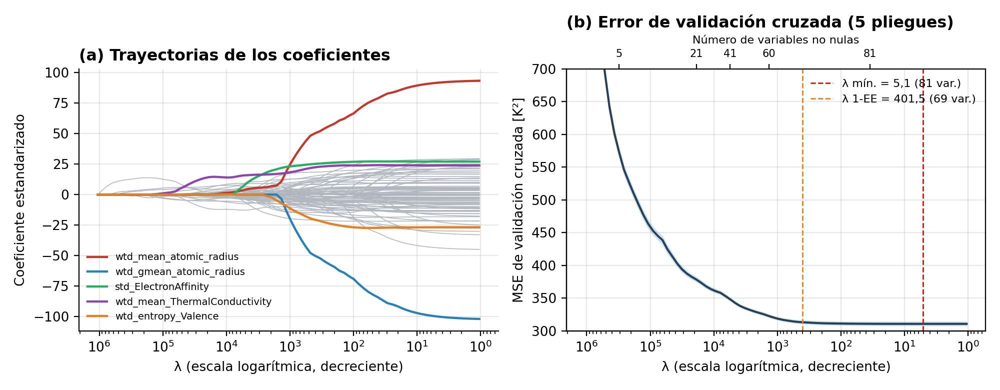 (a) Trayectorias de los coeficientes
Coeficiente estandarizado
100
75
50
25
0
−25
−50
−75
−100
wtd_mean_atomic_radius
wtd_gmean_atomic_radius
std_ElectronAffinity
wtd_mean_ThermalConductivity
wtd_entropy_Valence
10⁶ 10⁵ 10⁴ 10³ 10² 10¹ 10⁰
λ (escala logarítmica, decreciente)
(b) Error de validación cruzada (5 pliegues)
Número de variables no nulas
5 21 41 60 81
MSE de validación cruzada [K²]
700
650
600
550
500
450
400
350
300
λ mín. = 5,1 (81 var.)
λ 1-EE = 401,5 (69 var.)
10⁶ 10⁵ 10⁴ 10³ 10² 10¹ 10⁰
λ (escala logarítmica, decreciente)